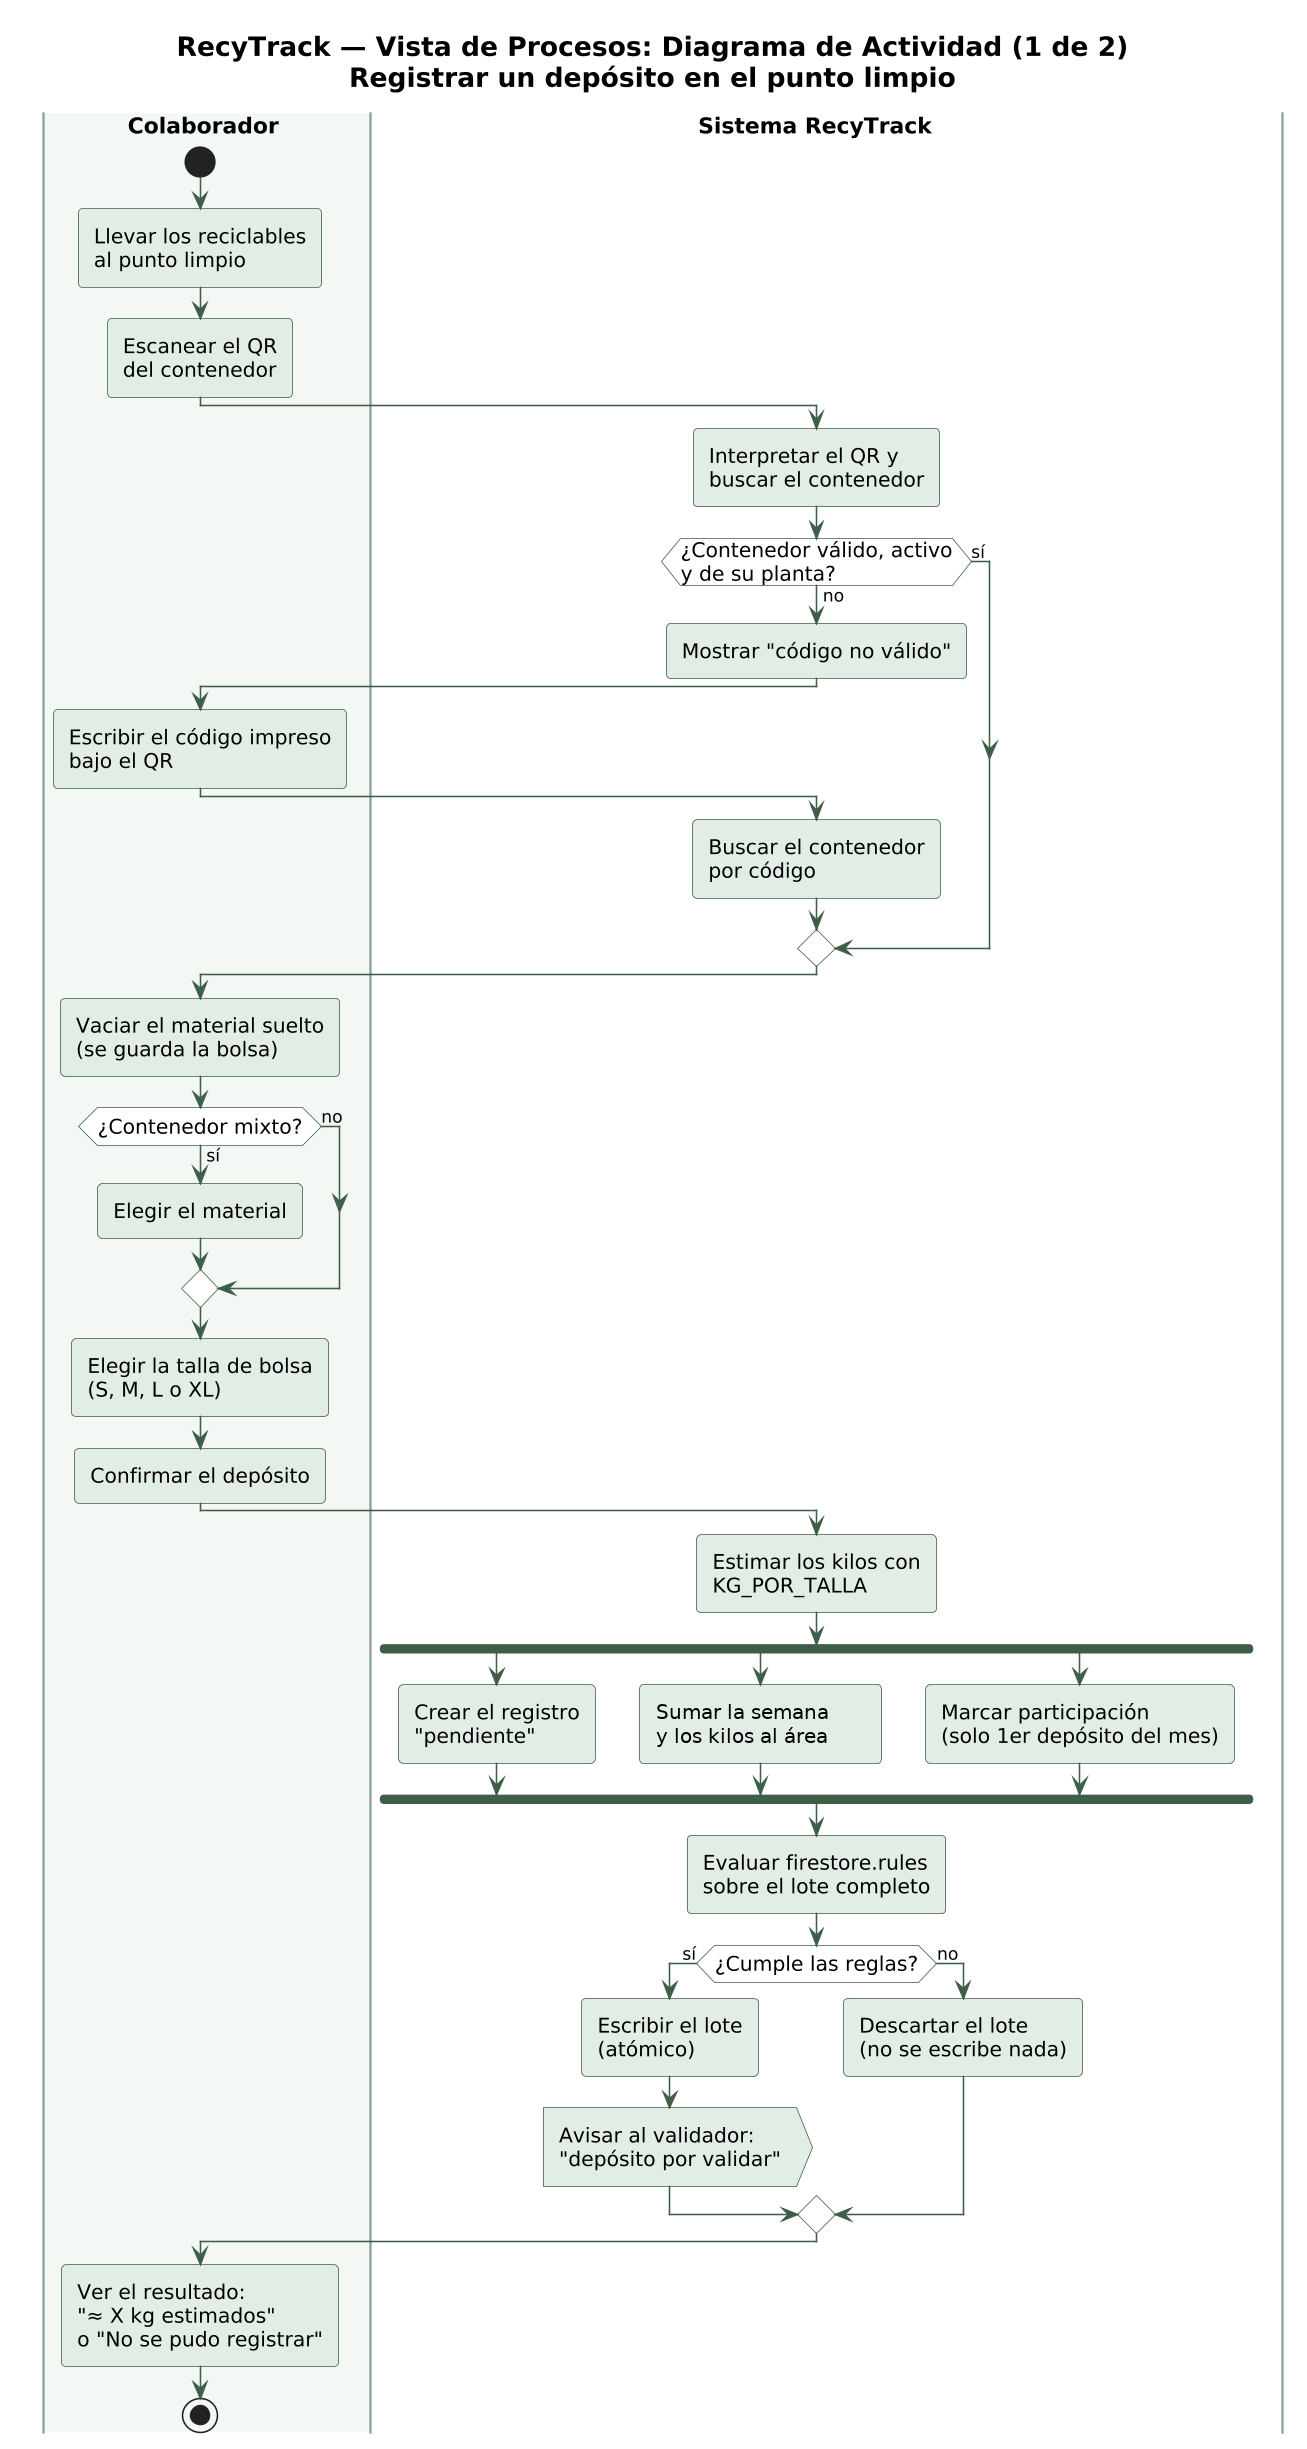 RecyTrack — Vista de Procesos: Diagrama de Actividad (1 de 2)
Registrar un depósito en el punto limpio
Colaborador
Sistema RecyTrack
Llevar los reciclables
al punto limpio
Escanear el QR
del contenedor
Interpretar el QR y
buscar el contenedor
¿Contenedor válido, activo
y de su planta?
sí
no
Mostrar "código no válido"
Escribir el código impreso
bajo el QR
Buscar el contenedor
por código
Vaciar el material suelto
(se guarda la bolsa)
¿Contenedor mixto?
no
sí
Elegir el material
Elegir la talla de bolsa
(S, M, L o XL)
Confirmar el depósito
Estimar los kilos con
KG_POR_TALLA
Crear el registro
"pendiente"
Sumar la semana
y los kilos al área
Marcar participación
(solo 1er depósito del mes)
Evaluar firestore.rules
sobre el lote completo
¿Cumple las reglas?
sí
no
Escribir el lote
(atómico)
Descartar el lote
(no se escribe nada)
Avisar al validador:
"depósito por validar"
Ver el resultado:
"≈ X kg estimados"
o "No se pudo registrar"